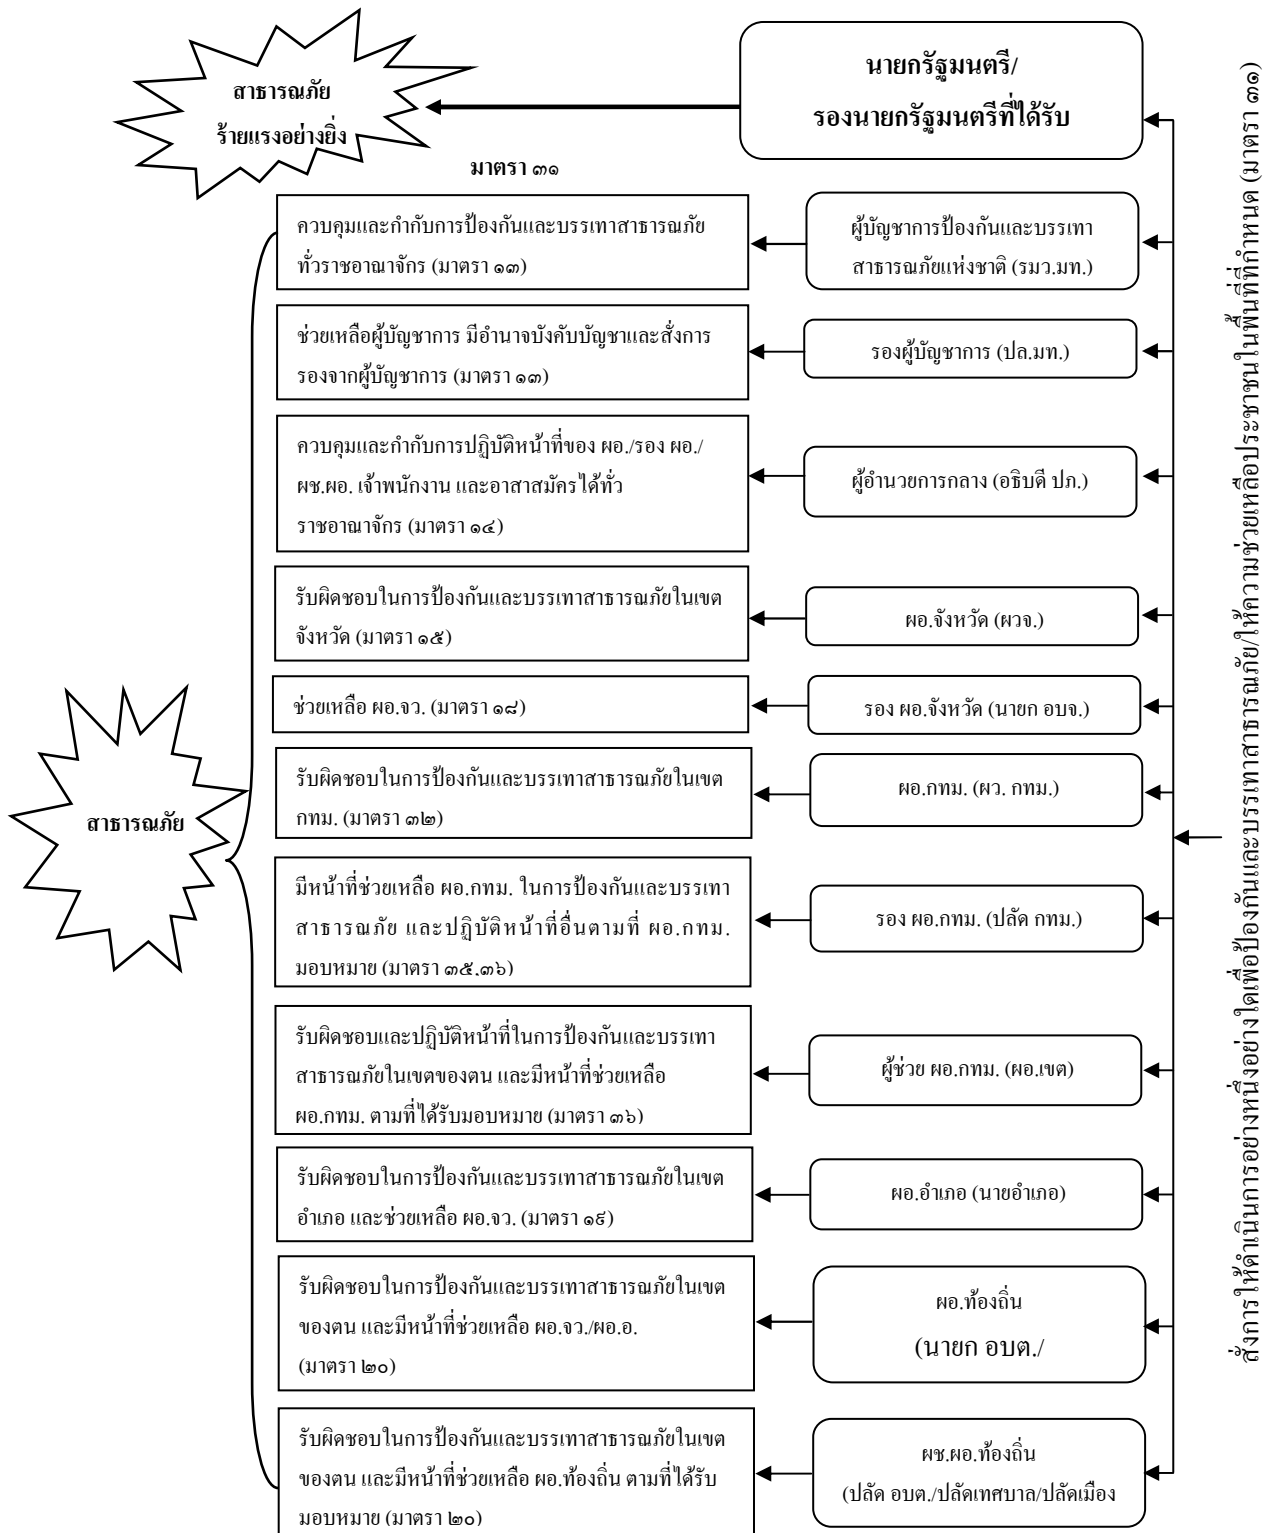 สาธารณภัย
ร้ายแรงอย่างยิ่ง
นายกรัฐมนตรี/
รองนายกรัฐมนตรีที่ได้รับ
มาตรา ๓๑
ควบคุมและกำกับการป้องกันและบรรเทาสาธารณภัย
ทั่วราชอาณาจักร (มาตรา ๑๓)
ผู้บัญชาการป้องกันและบรรเทา
สาธารณภัยแห่งชาติ (รมว.มท.)
ช่วยเหลือผู้บัญชาการ มีอำนาจบังคับบัญชาและสั่งการ
รองจากผู้บัญชาการ (มาตรา ๑๓)
รองผู้บัญชาการ (ปล.มท.)
ควบคุมและกำกับการปฏิบัติหน้าที่ของ ผอ./รอง ผอ./
ผช.ผอ. เจ้าพนักงาน และอาสาสมัครได้ทั่ว
ราชอาณาจักร (มาตรา ๑๔)
ผู้อำนวยการกลาง (อธิบดี ปภ.)
รับผิดชอบในการป้องกันและบรรเทาสาธารณภัยในเขต
จังหวัด (มาตรา ๑๕)
ผอ.จังหวัด (ผวจ.)
ช่วยเหลือ ผอ.จว. (มาตรา ๑๘)
รอง ผอ.จังหวัด (นายก อบจ.)
สาธารณภัย
รับผิดชอบในการป้องกันและบรรเทาสาธารณภัยในเขต
กทม. (มาตรา ๓๒)
ผอ.กทม. (ผว. กทม.)
มีหน้าที่ช่วยเหลือ ผอ.กทม. ในการป้องกันและบรรเทา
สาธารณภัย และปฏิบัติหน้าที่อื่นตามที่ ผอ.กทม.
มอบหมาย (มาตรา ๓๕,๓๖)
รอง ผอ.กทม. (ปลัด กทม.)
รับผิดชอบและปฏิบัติหน้าที่ในการป้องกันและบรรเทา
สาธารณภัยในเขตของตน และมีหน้าที่ช่วยเหลือ
ผอ.กทม. ตามที่ได้รับมอบหมาย (มาตรา ๓๖)
ผู้ช่วย ผอ.กทม. (ผอ.เขต)
รับผิดชอบในการป้องกันและบรรเทาสาธารณภัยในเขต
อำเภอ และช่วยเหลือ ผอ.จว. (มาตรา ๑๙)
ผอ.อำเภอ (นายอำเภอ)
รับผิดชอบในการป้องกันและบรรเทาสาธารณภัยในเขต
ของตน และมีหน้าที่ช่วยเหลือ ผอ.จว./ผอ.อ.
(มาตรา ๒๐)
ผอ.ท้องถิ่น
(นายก อบต./
รับผิดชอบในการป้องกันและบรรเทาสาธารณภัยในเขต
ของตน และมีหน้าที่ช่วยเหลือ ผอ.ท้องถิ่น ตามที่ได้รับ
มอบหมาย (มาตรา ๒๐)
ผช.ผอ.ท้องถิ่น
(ปลัด อบต./ปลัดเทศบาล/ปลัดเมือง
สั่งการให้ดำเนินการอย่างหนึ่งอย่างใดเพื่อป้องกันและบรรเทาสาธารณภัย/ให้ความช่วยเหลือประชาชนในพื้นที่ที่กำหนด (มาตรา ๓๑)